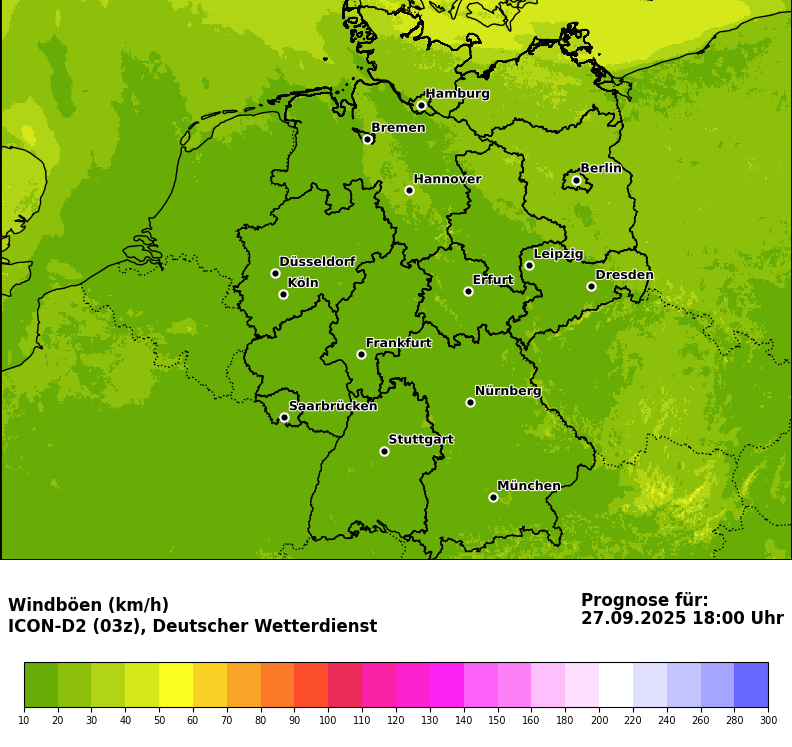 Hamburg
Bremen
Hannover
Berlin
Düsseldorf
Köln
Leipzig
Erfurt
Dresden
Frankfurt
Saarbrücken
Nürnberg
Stuttgart
München
Windböen (km/h)
ICON-D2 (03z), Deutscher Wetterdienst
Prognose für:
27.09.2025 18:00 Uhr
10 20 30 40 50 60 70 80 90 100 110 120 130 140 150 160 180 200 220 240 260 280 300